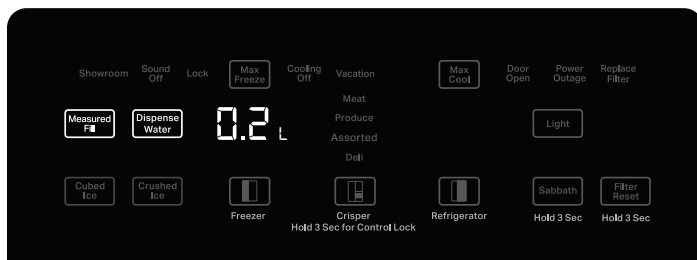 Showroom
Sound
Off
Lock
Max
Freeze
Cooling
Off
Vacation
Max
Cool
Door
Open
Power
Outage
Replace
Filter
Meat
Produce
Assorted
Deli
Measured
Fill
Dispense
Water
0.2 L
Light
Cubed
Ice
Crushed
Ice
Freezer
Crisper
Hold 3 Sec for Control Lock
Refrigerator
Sabbath
Hold 3 Sec
Filter
Reset
Hold 3 Sec